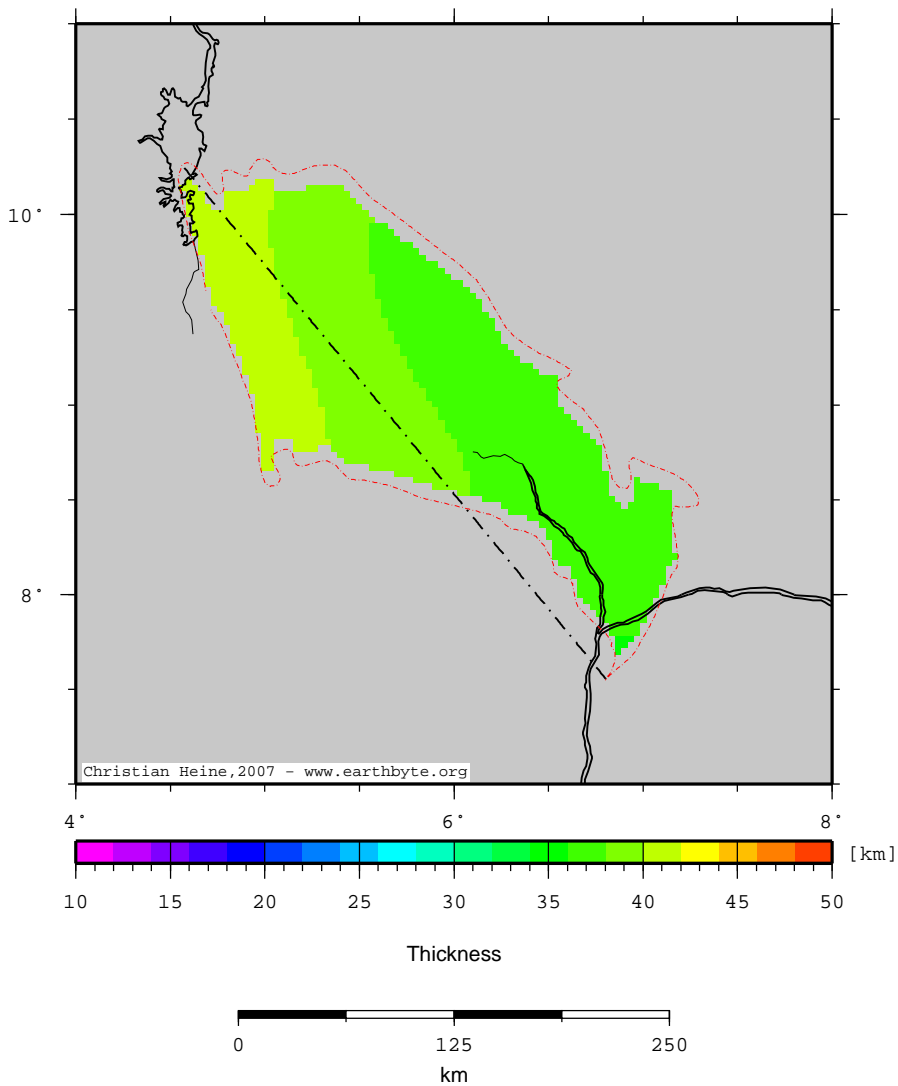 10˚
8˚
Christian Heine,2007 - www.earthbyte.org
4˚ 6˚ 8˚
[km]
10 15 20 25 30 35 40 45 50
Thickness
0 125 250
km